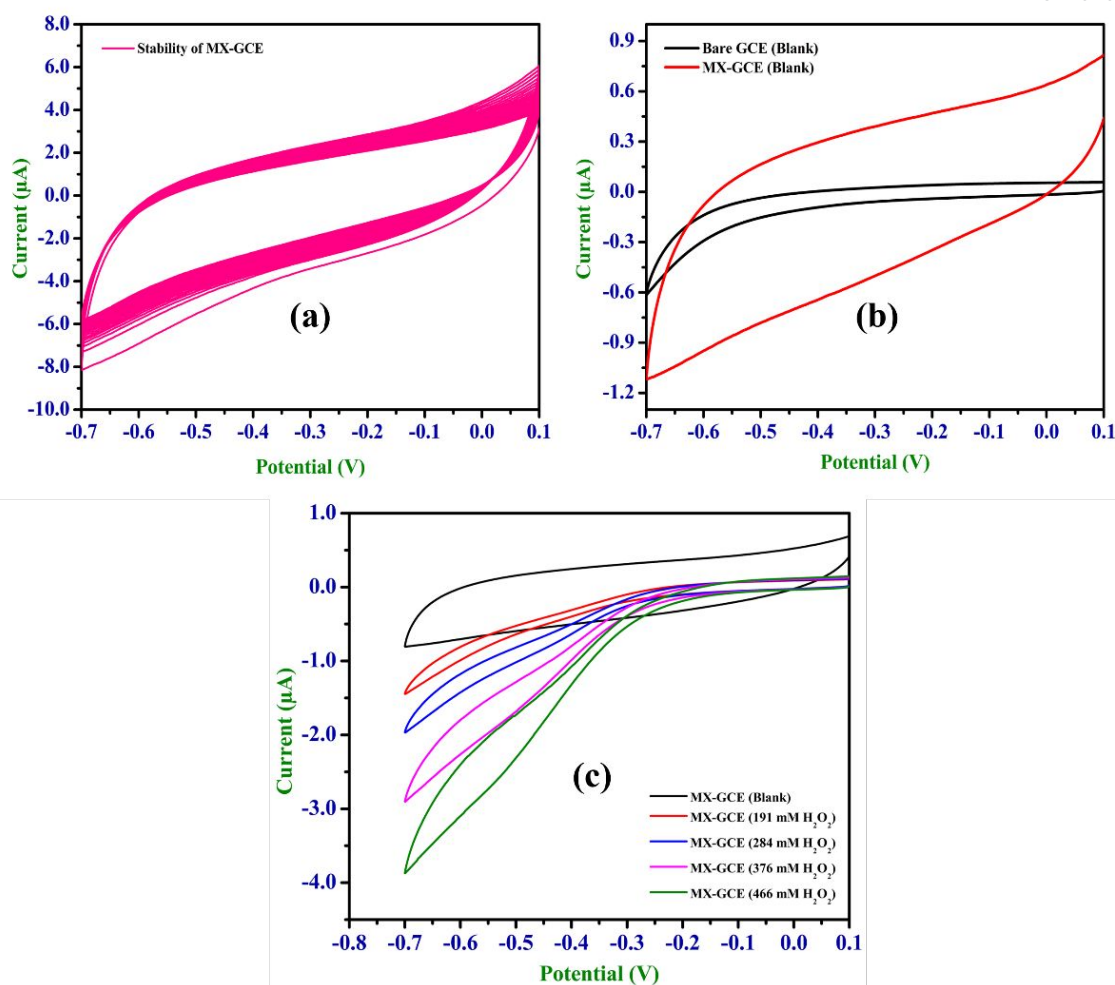 8.0
6.0
4.0
2.0
0.0
-2.0
-4.0
-6.0
-8.0
-10.0
Current (µA)
Stability of MX-GCE
(a)
-0.7 -0.6 -0.5 -0.4 -0.3 -0.2 -0.1 0.0 0.1
Potential (V)
0.9
0.6
0.3
0.0
-0.3
-0.6
-0.9
-1.2
Current (µA)
Bare GCE (Blank)
MX-GCE (Blank)
(b)
-0.7 -0.6 -0.5 -0.4 -0.3 -0.2 -0.1 0.0 0.1
Potential (V)
1.0
0.0
-1.0
-2.0
-3.0
-4.0
Current (µA)
(c)
MX-GCE (Blank)
MX-GCE (191 mM H₂O₂)
MX-GCE (284 mM H₂O₂)
MX-GCE (376 mM H₂O₂)
MX-GCE (466 mM H₂O₂)
-0.8 -0.7 -0.6 -0.5 -0.4 -0.3 -0.2 -0.1 0.0 0.1
Potential (V)